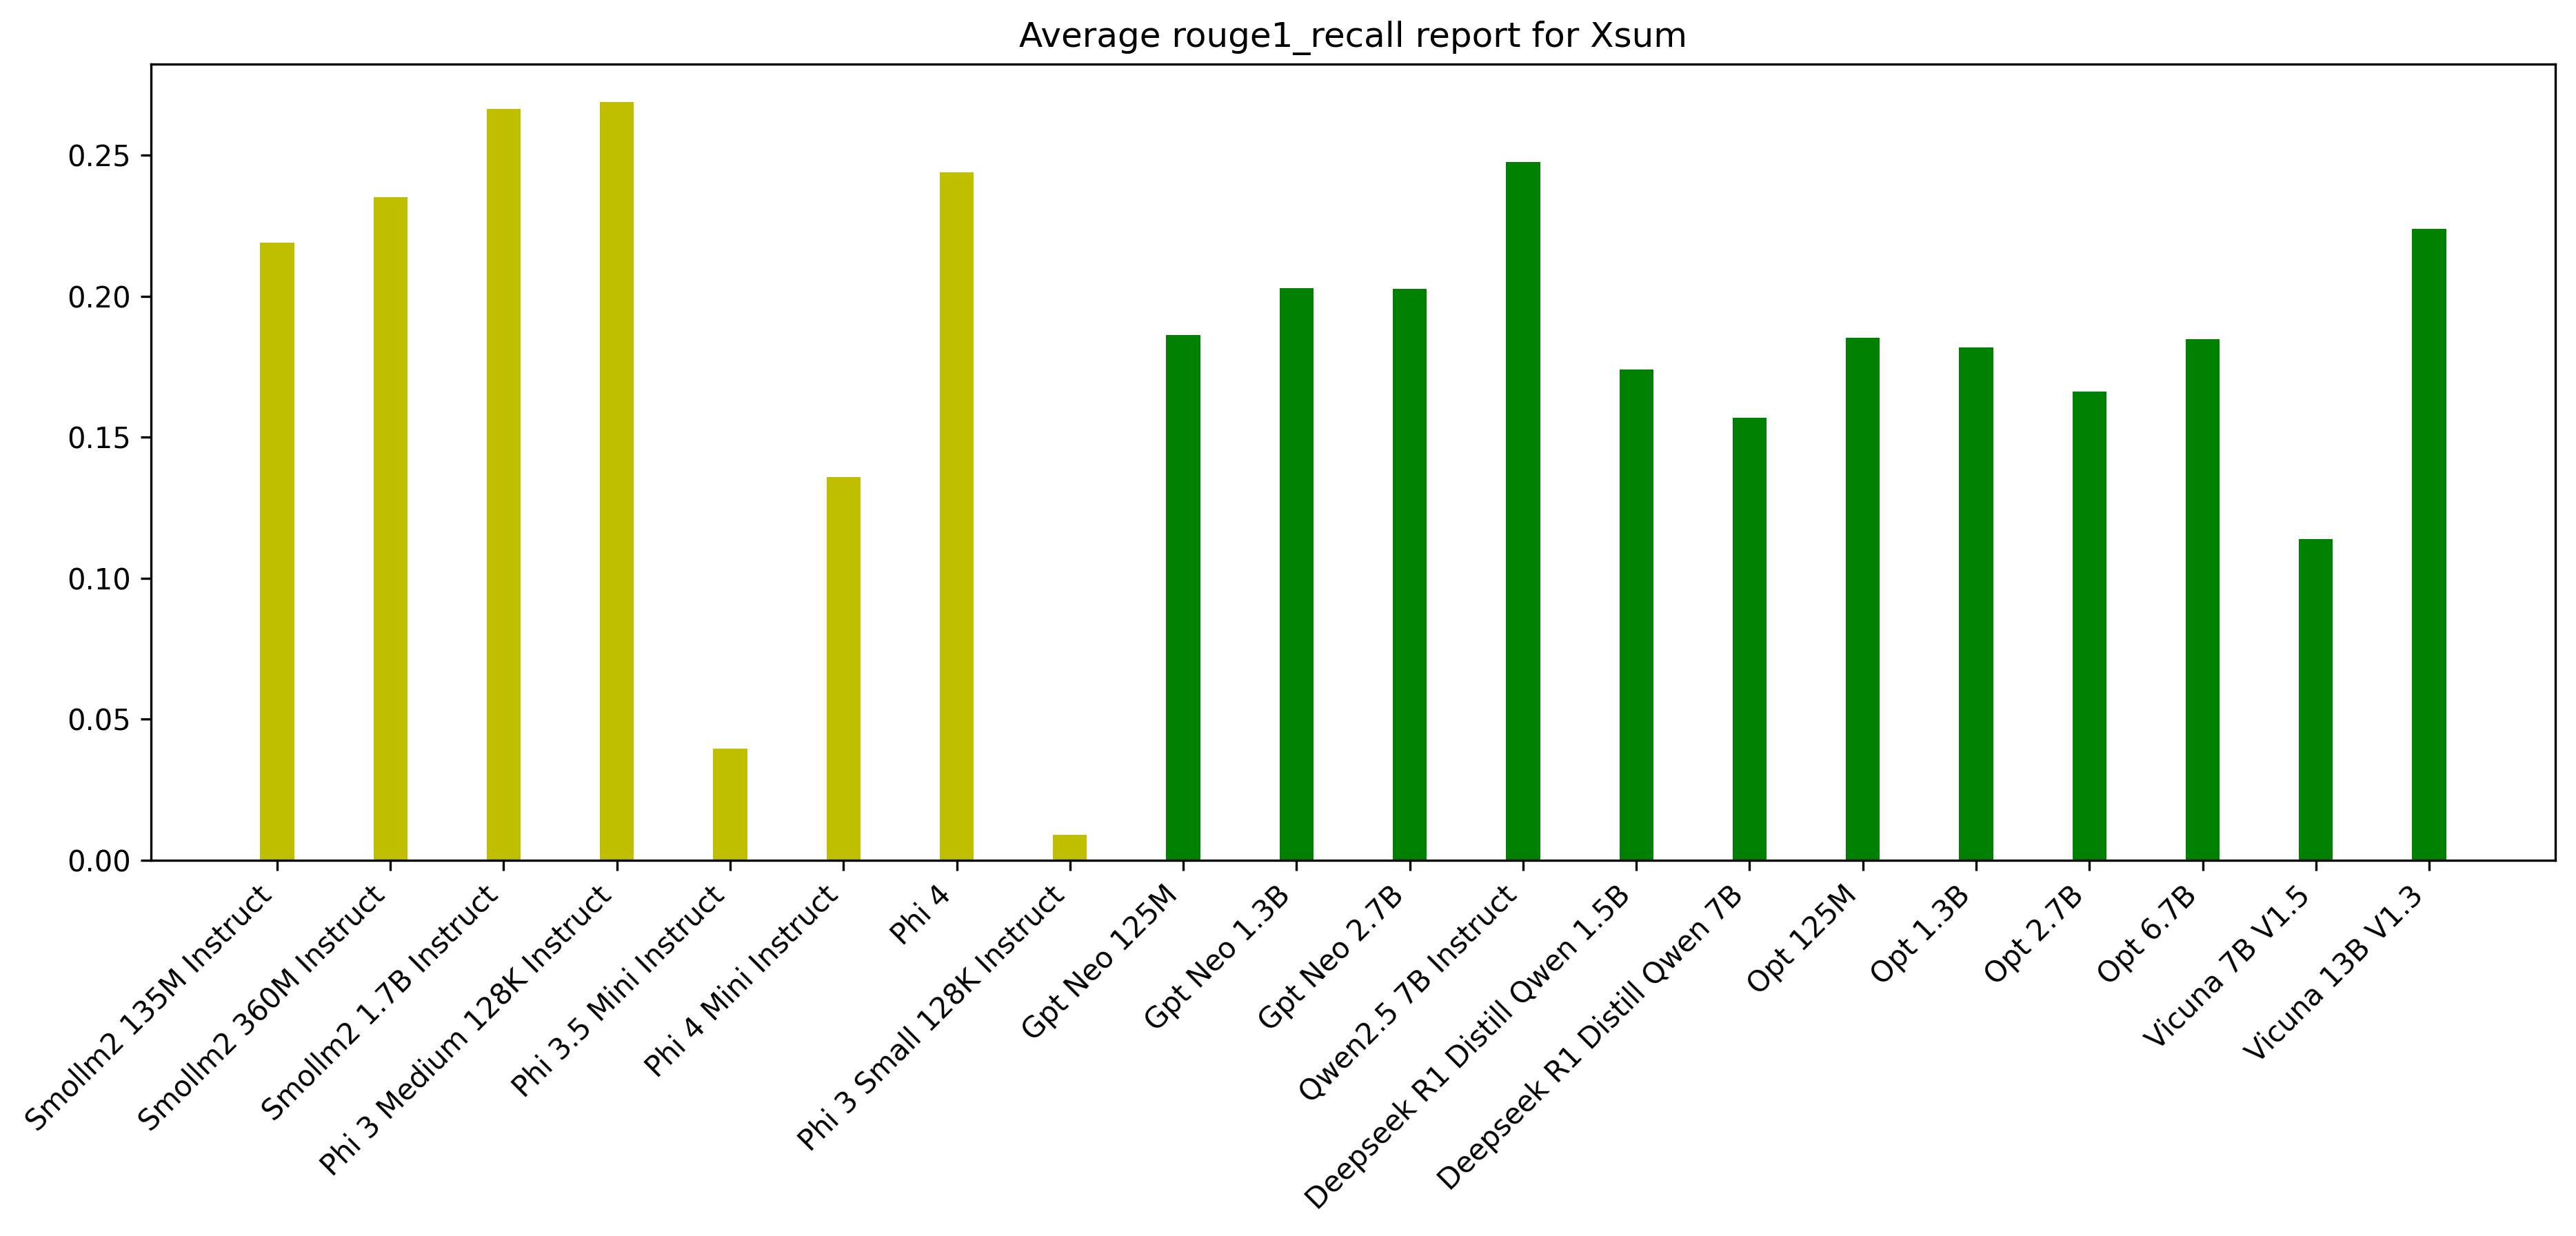 Average rouge1_recall report for Xsum
0.25
0.20
0.15
0.10
0.05
0.00
Smollm2 135M Instruct
Smollm2 360M Instruct
Smollm2 1.7B Instruct
Phi 3 Medium 128K Instruct
Phi 3.5 Mini Instruct
Phi 4 Mini Instruct
Phi 4
Phi 3 Small 128K Instruct
Gpt Neo 125M
Gpt Neo 1.3B
Gpt Neo 2.7B
Qwen2.5 7B Instruct
Deepseek R1 Distill Qwen 1.5B
Deepseek R1 Distill Qwen 7B
Opt 125M
Opt 1.3B
Opt 2.7B
Opt 6.7B
Vicuna 7B V1.5
Vicuna 13B V1.3